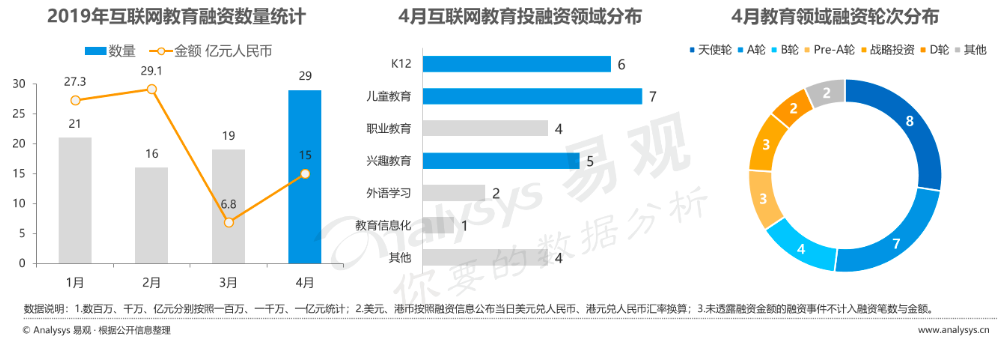 2019年互联网教育融资数量统计
数量 金额 亿元人民币
27.3
29.1
29
21
16
19
6.8
15
30
25
20
15
10
5
0
1月 2月 3月 4月
4月互联网教育投融资领域分布
K12 6
儿童教育 7
职业教育 4
兴趣教育 5
外语学习 2
教育信息化 1
其他 4
4月教育领域融资轮次分布
天使轮 A轮 B轮 Pre-A轮 战略投资 D轮 其他
8
7
4
3
3
2
2
Analysys 易观
你要的数据分析
数据说明：1.数百万、千万、亿元分别按照一百万、一千万、一亿元统计；2.美元、港币按照融资信息公布当日美元兑人民币、港元兑人民币汇率换算；3.未透露融资金额的融资事件不计入融资笔数与金额。
© Analysys 易观 · 根据公开信息整理 www.analysys.cn